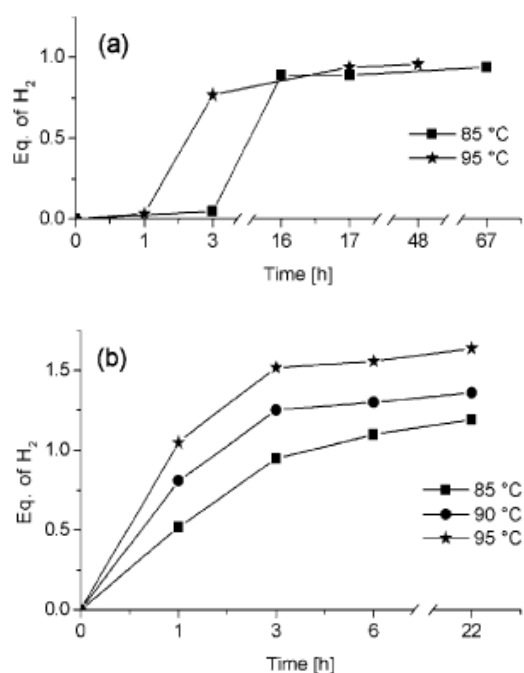 (a)
Eq. of H2
1.0
0.5
0.0
85 °C
95 °C
0 1 3 16 17 48 67
Time [h]
(b)
Eq. of H2
1.5
1.0
0.5
0.0
85 °C
90 °C
95 °C
0 1 3 6 22
Time [h]